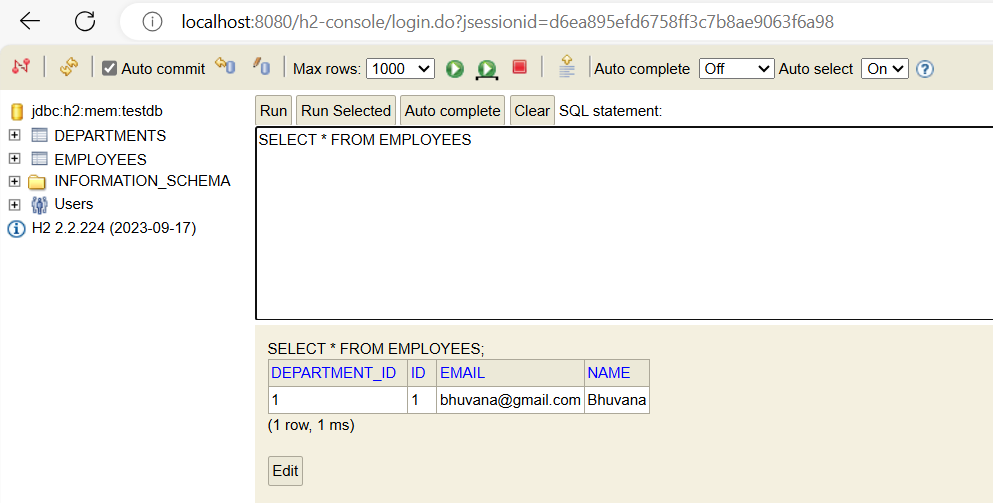 localhost:8080/h2-console/login.do?jsessionid=d6ea895efd6758ff3c7b8ae9063f6a98
Auto commit Max rows: 1000 Auto complete Off Auto select On ?
jdbc:h2:mem:testdb
DEPARTMENTS
EMPLOYEES
INFORMATION_SCHEMA
Users
H2 2.2.224 (2023-09-17)
Run Run Selected Auto complete Clear SQL statement:
SELECT * FROM EMPLOYEES
SELECT * FROM EMPLOYEES;
DEPARTMENT_ID ID EMAIL NAME
1 1 bhuvana@gmail.com Bhuvana
(1 row, 1 ms)
Edit